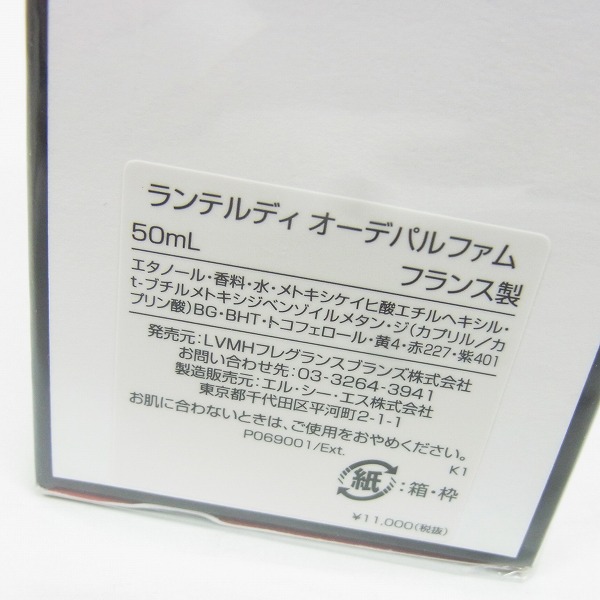 ランテルディ オーデパルファム
50mL フランス製
エタノール・香料・水・メトキシケイヒ酸エチルヘキシル・
t-ブチルメトキシジベンゾイルメタン・ジ(カプリル／カ
プリン酸)BG・BHT・トコフェロール・黄4・赤227・紫401
発売元:LVMHフレグランスブランズ株式会社
お問い合わせ先:03-3264-3941
製造販売元:エル・シー・エス株式会社
東京都千代田区平河町2-1-1
お肌に合わないときは、ご使用をおやめください。
P069001/Ext. K1
紙:箱・枠
¥11,000(税抜)